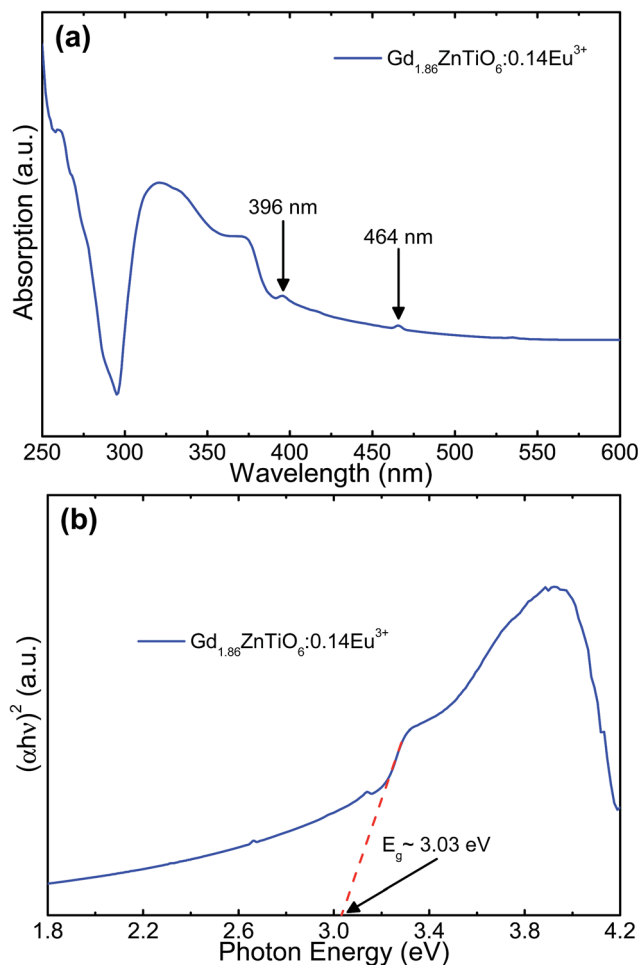 (a)
Gd1.86ZnTiO6:0.14Eu3+
396 nm
464 nm
Absorption (a.u.)
250 300 350 400 450 500 550 600
Wavelength (nm)
(b)
Gd1.86ZnTiO6:0.14Eu3+
(αhν)2 (a.u.)
Eg~ 3.03 eV
1.8 2.2 2.6 3.0 3.4 3.8 4.2
Photon Energy (eV)